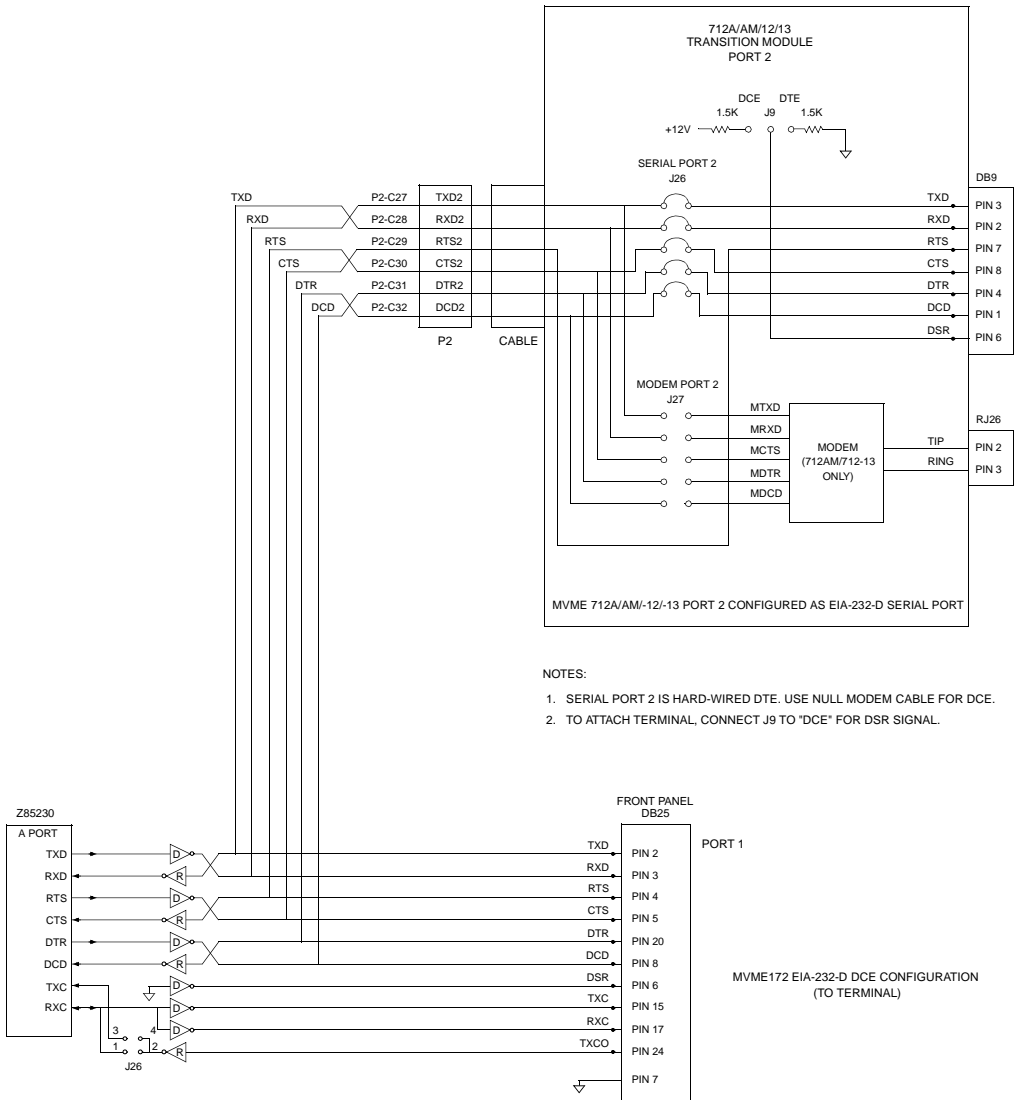 712A/AM/12/13
TRANSITION MODULE
PORT 2
DCE DTE
1.5K J9 1.5K
+12V
SERIAL PORT 2
J26
DB9
TXD P2-C27 TXD2 TXD PIN 3
RXD P2-C28 RXD2 RXD PIN 2
RTS P2-C29 RTS2 RTS PIN 7
CTS P2-C30 CTS2 CTS PIN 8
DTR P2-C31 DTR2 DTR PIN 4
DCD P2-C32 DCD2 DCD PIN 1
DSR PIN 6
P2 CABLE
MODEM PORT 2
J27
RJ26
MTXD
MRXD
MCTS
MDTR
MDCD
MODEM
(712AM/712-13
ONLY)
TIP PIN 2
RING PIN 3
MVME 712A/AM/-12/-13 PORT 2 CONFIGURED AS EIA-232-D SERIAL PORT
NOTES:
1. SERIAL PORT 2 IS HARD-WIRED DTE. USE NULL MODEM CABLE FOR DCE.
2. TO ATTACH TERMINAL, CONNECT J9 TO "DCE" FOR DSR SIGNAL.
Z85230
A PORT
FRONT PANEL
DB25
PORT 1
TXD D TXD PIN 2
RXD R RXD PIN 3
RTS D RTS PIN 4
CTS R CTS PIN 5
DTR D DTR PIN 20
DCD R DCD PIN 8
TXC D DSR PIN 6
RXC D TXC PIN 15
D RXC PIN 17
3 4
1 2 R TXCO PIN 24
J26
PIN 7
MVME172 EIA-232-D DCE CONFIGURATION
(TO TERMINAL)